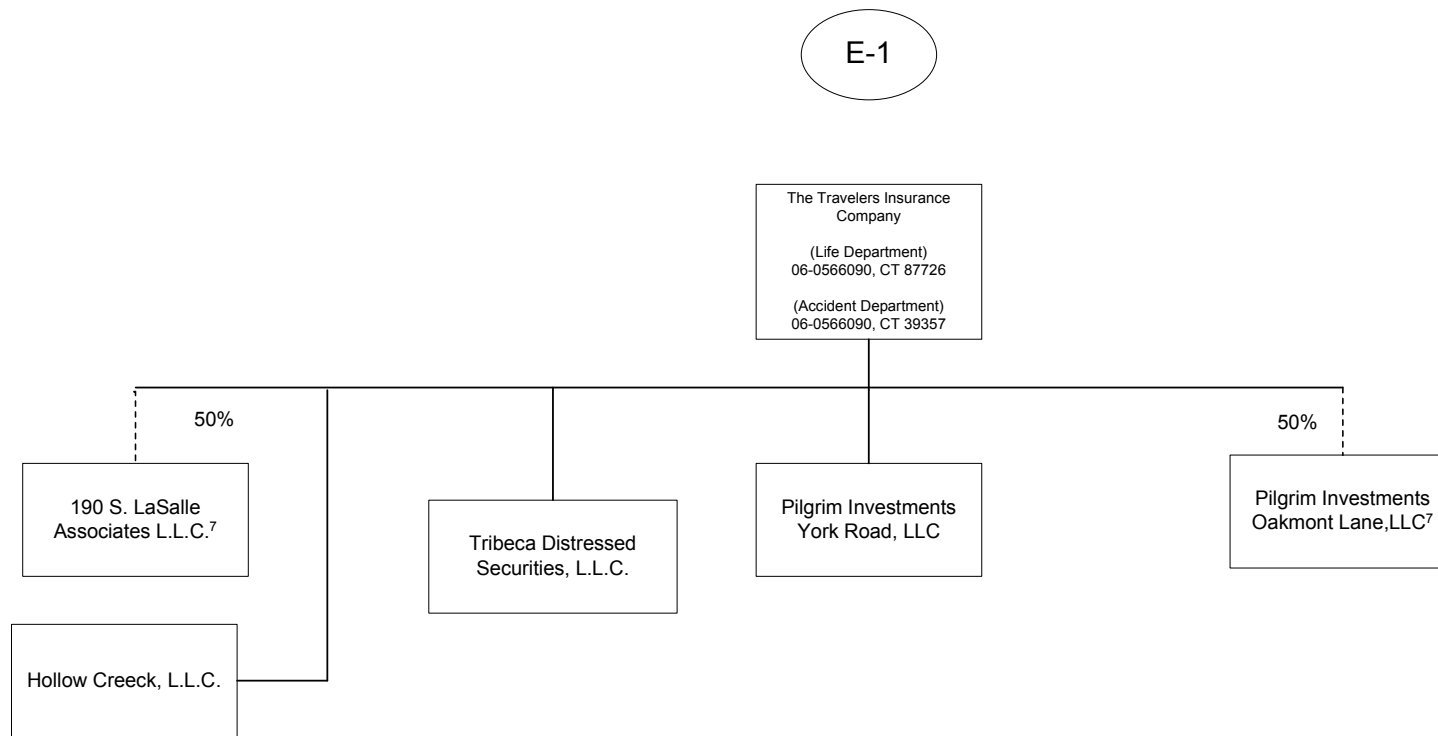 E-1
The Travelers Insurance
Company
(Life Department)
06-0566090, CT 87726
(Accident Department)
06-0566090, CT 39357
50%
50%
190 S. LaSalle
Associates L.L.C.⁷
Tribeca Distressed
Securities, L.L.C.
Pilgrim Investments
York Road, LLC
Pilgrim Investments
Oakmont Lane,LLC⁷
Hollow Creeck, L.L.C.